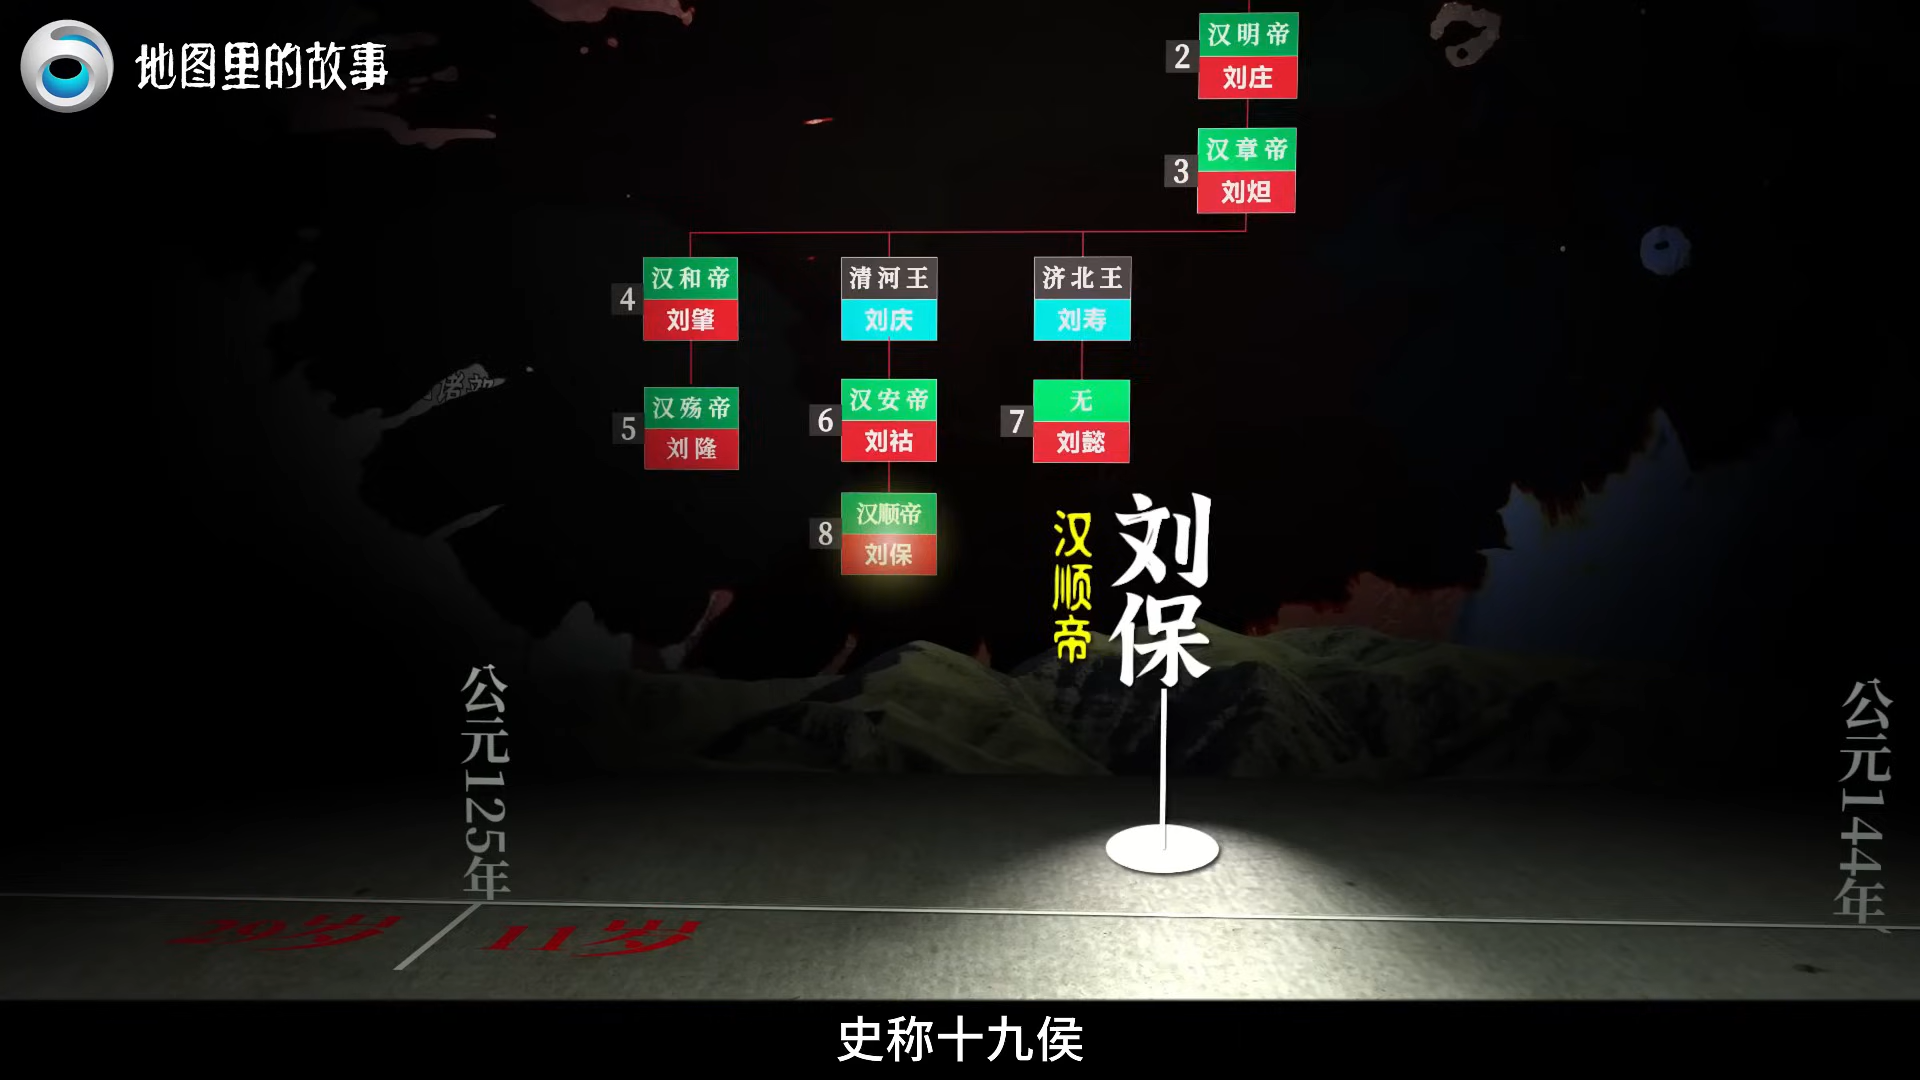 地图里的故事
2
汉明帝
刘庄
3
汉章帝
刘炟
4
汉和帝
刘肇
清河王
刘庆
济北王
刘寿
5
汉殇帝
刘隆
6
汉安帝
刘祜
7
无
刘懿
8
汉顺帝
刘保
汉顺帝
刘保
公元125年
公元144年
11岁
史称十九侯